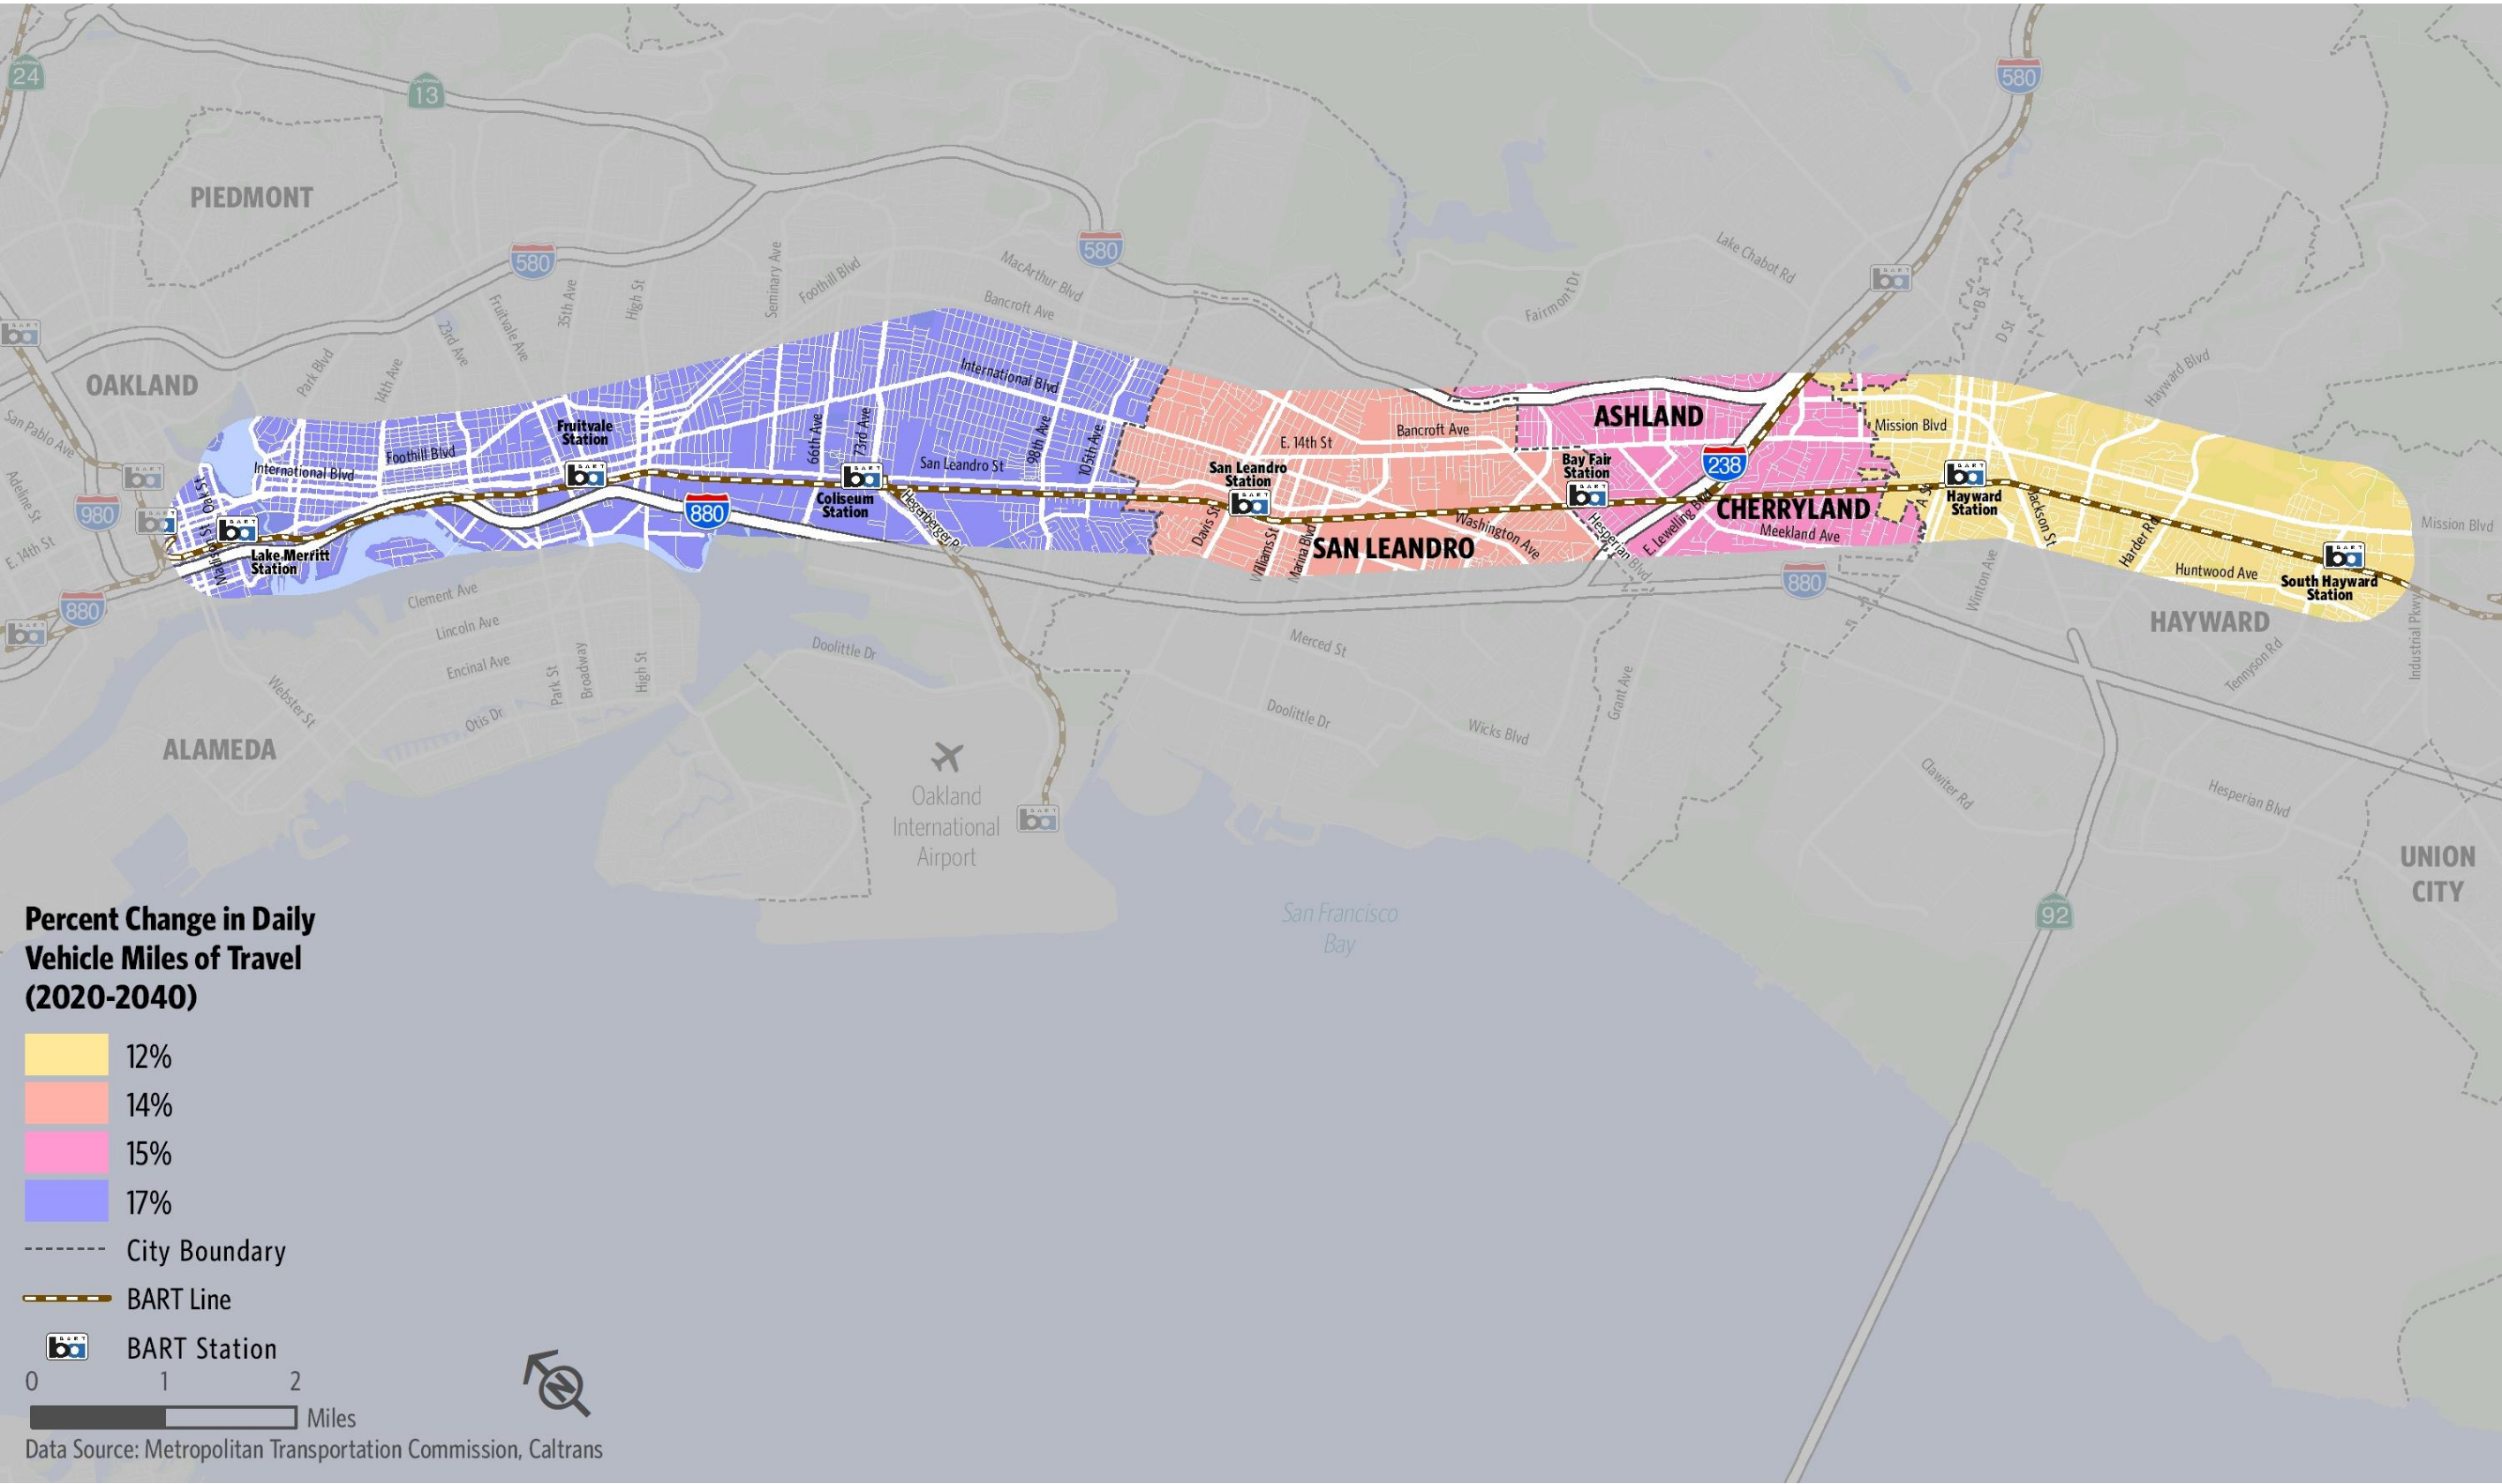 24
13
580
PIEDMONT
580
580
Lake Chabot Rd
Seminary Ave
Foothill Blvd
MacArthur Blvd
Bancroft Ave
Fairmont Dr
35th Ave
High St
Fruitvale Ave
23rd Ave
B St
D St
Park Blvd
14th Ave
Hayward Blvd
OAKLAND
San Pablo Ave
International Blvd
ASHLAND
Bancroft Ave
E. 14th St
Mission Blvd
Fruitvale
Station
66th Ave
73rd Ave
98th Ave
105th Ave
Foothill Blvd
International Blvd
San Leandro St
San Leandro
Station
Bay Fair
Station
238
Adeline St
980
Oak St
Madison St
880
Coliseum
Station
Hegenberger Rd
Davis St
Williams St
Marina Blvd
Washington Ave
Hesperian Blvd
E. Lewelling Blvd
CHERRYLAND
Meekland Ave
A St
Hayward
Station
Jackson St
Harder Rd
Mission Blvd
E. 14th St
Lake Merritt
Station
SAN LEANDRO
Huntwood Ave
South Hayward
Station
880
880
Winton Ave
HAYWARD
Clement Ave
Lincoln Ave
Encinal Ave
Park St
Broadway
High St
Doolittle Dr
Merced St
Tennyson Rd
Industrial Pkwy
Webster St
Otis Dr
Doolittle Dr
Wicks Blvd
Grant Ave
ALAMEDA
Clawiter Rd
Hesperian Blvd
Oakland
International
Airport
UNION
CITY
92
San Francisco
Bay
Percent Change in Daily
Vehicle Miles of Travel
(2020-2040)
12%
14%
15%
17%
City Boundary
BART Line
BART
ba
BART Station
0 1 2
Miles
N
Data Source: Metropolitan Transportation Commission, Caltrans